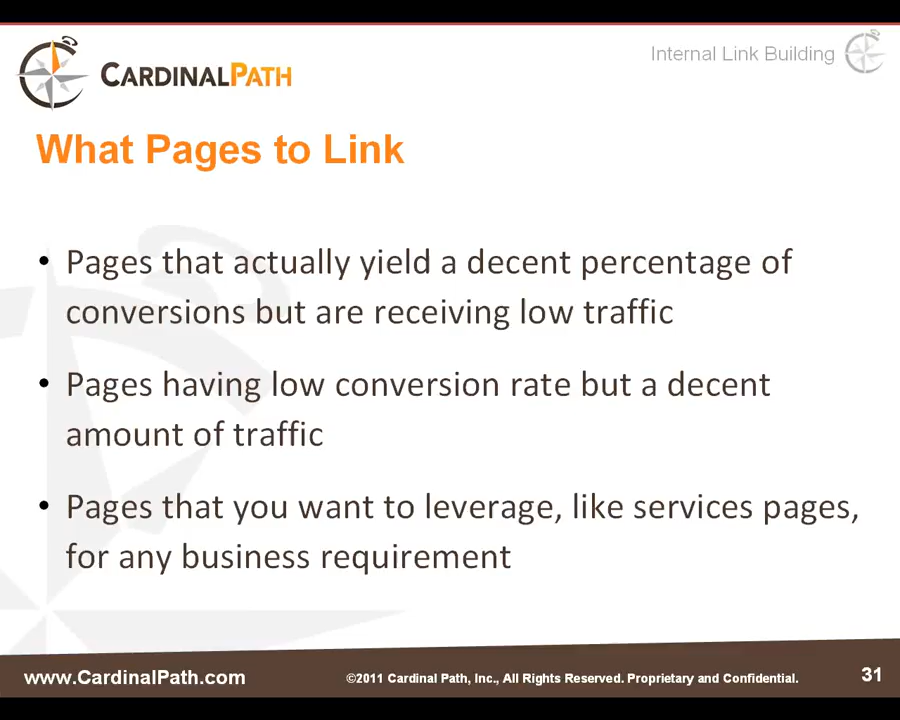 CARDINALPATH
Internal Link Building
What Pages to Link
• Pages that actually yield a decent percentage of
conversions but are receiving low traffic
• Pages having low conversion rate but a decent
amount of traffic
• Pages that you want to leverage, like services pages,
for any business requirement
www.CardinalPath.com
©2011 Cardinal Path, Inc., All Rights Reserved. Proprietary and Confidential.
31